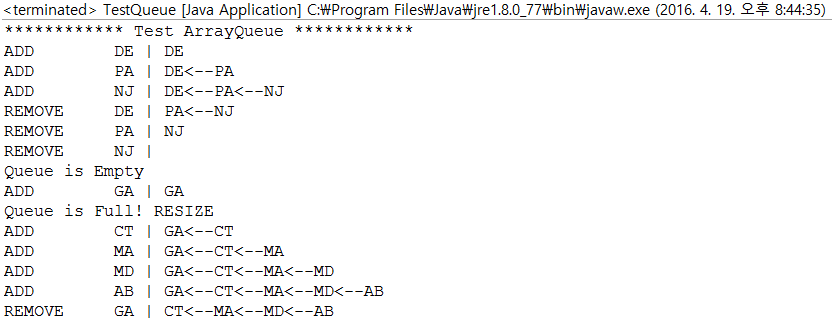 <terminated> TestQueue [Java Application] C:₩Program Files₩Java₩jre1.8.0_77₩bin₩javaw.exe (2016. 4. 19. 오후 8:44:35)
************ Test ArrayQueue ************
ADD        DE | DE
ADD        PA | DE<--PA
ADD        NJ | DE<--PA<--NJ
REMOVE     DE | PA<--NJ
REMOVE     PA | NJ
REMOVE     NJ |
Queue is Empty
ADD        GA | GA
Queue is Full! RESIZE
ADD        CT | GA<--CT
ADD        MA | GA<--CT<--MA
ADD        MD | GA<--CT<--MA<--MD
ADD        AB | GA<--CT<--MA<--MD<--AB
REMOVE     GA | CT<--MA<--MD<--AB